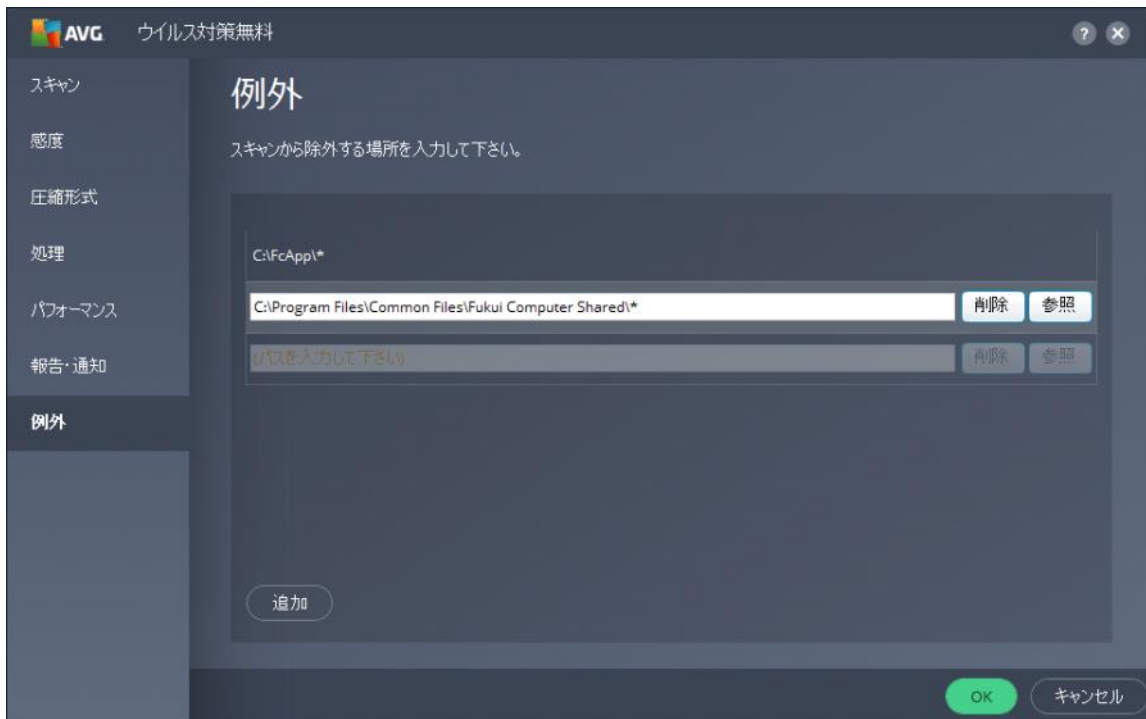 AVG ウイルス対策無料 ? ×
スキャン
感度
圧縮形式
処理
パフォーマンス
報告・通知
例外
例外
スキャンから除外する場所を入力して下さい。
C:\FcApp\*
C:\Program Files\Common Files\Fukui Computer Shared\* 削除 参照
(パスを入力して下さい) 削除 参照
追加
OK キャンセル